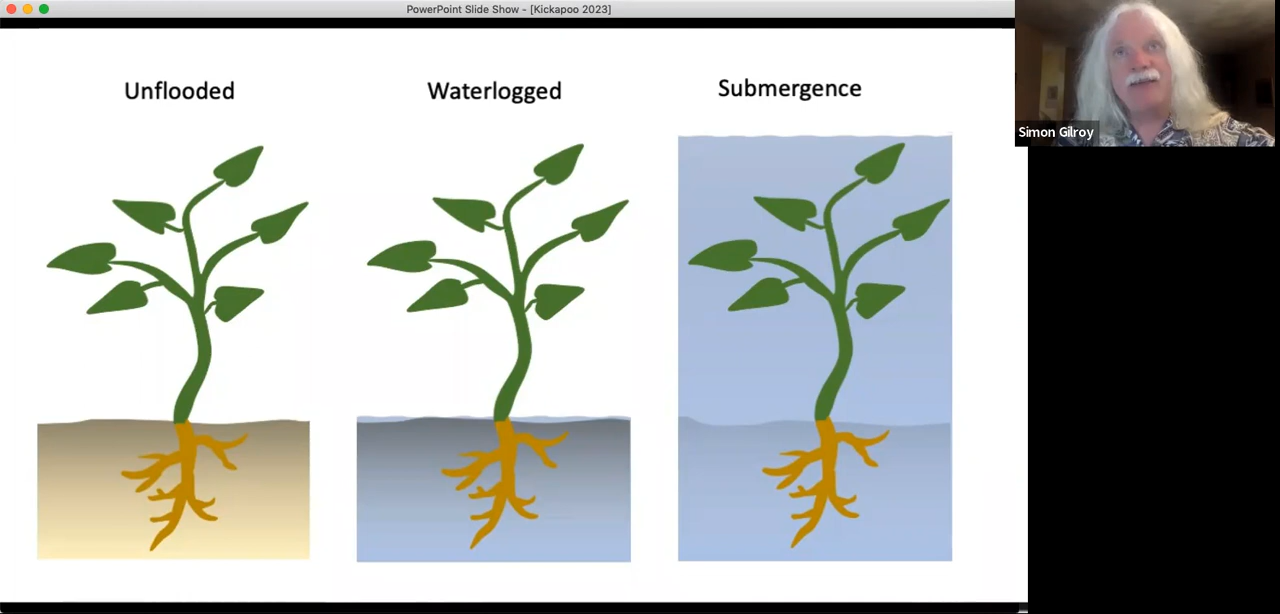 PowerPoint Slide Show - [Kickapoo 2023]
Unflooded
Waterlogged
Submergence
Simon Gilroy